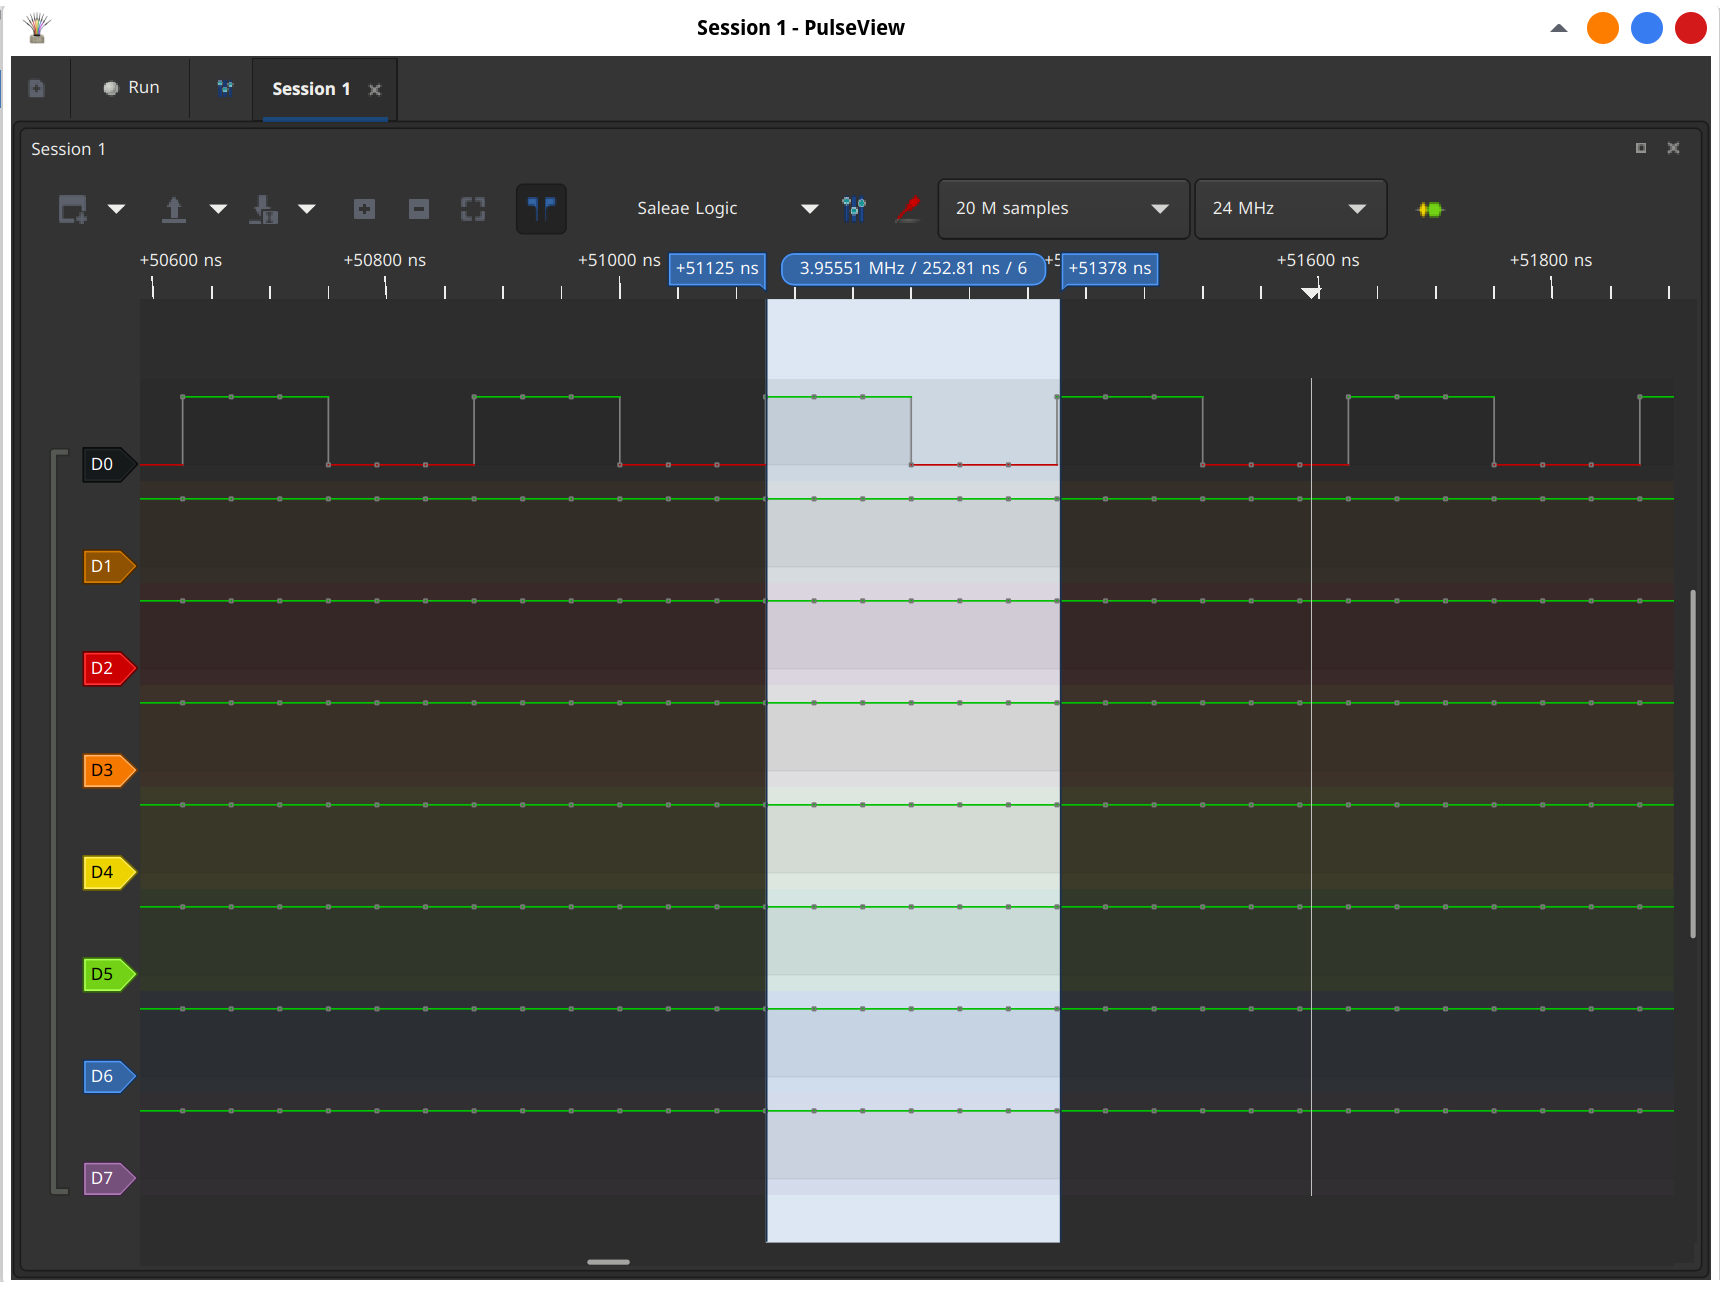 Session 1 - PulseView
Run
Session 1
Session 1
Saleae Logic
20 M samples
24 MHz
+50600 ns
+50800 ns
+51000 ns
+51125 ns
3.95551 MHz / 252.81 ns / 6
+5
+51378 ns
+51600 ns
+51800 ns
D0
D1
D2
D3
D4
D5
D6
D7